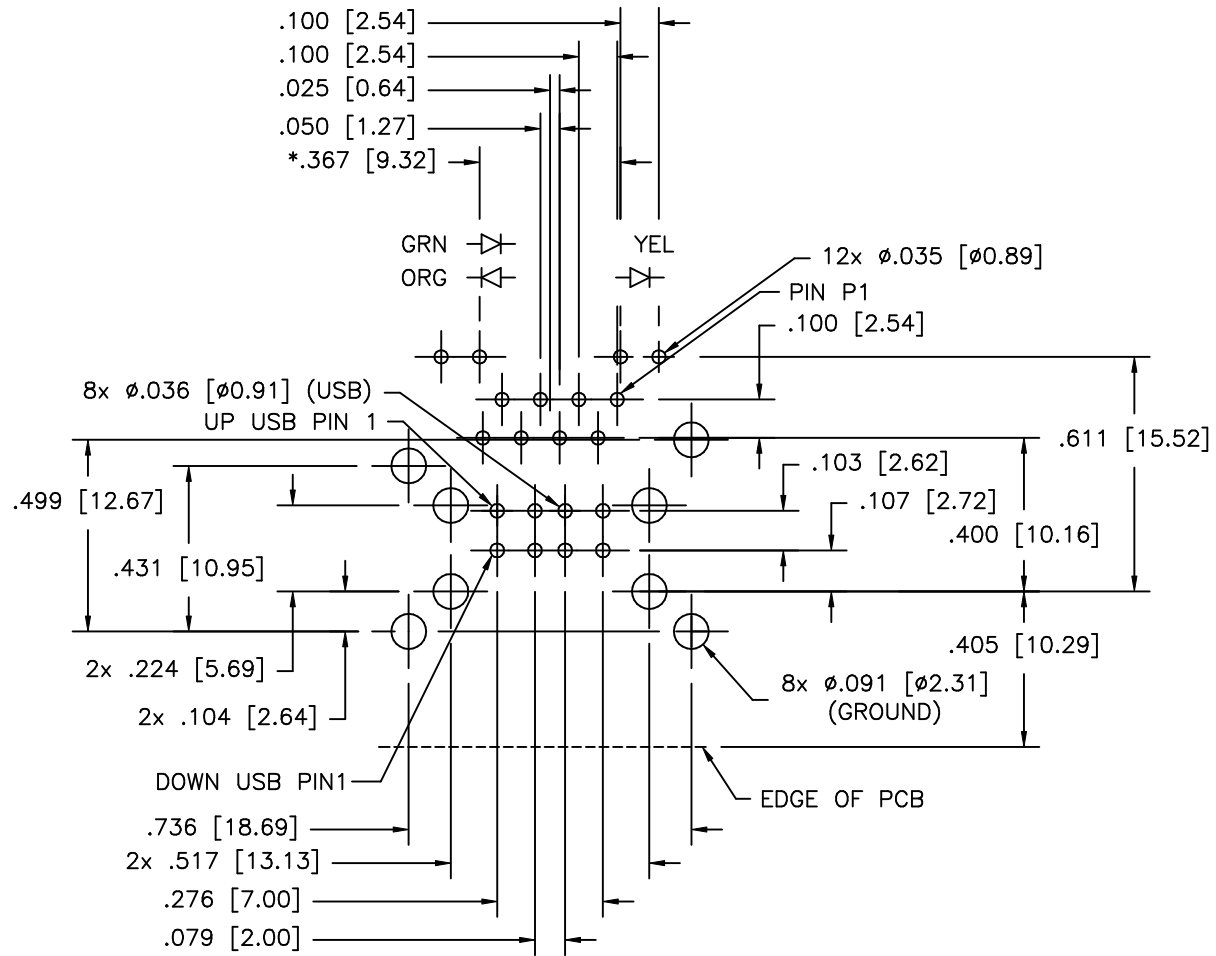 .100 [2.54]
.100 [2.54]
.025 [0.64]
.050 [1.27]
*.367 [9.32]
GRN
YEL
ORG
12x ø.035 [ø0.89]
PIN P1
.100 [2.54]
8x ø.036 [ø0.91] (USB)
UP USB PIN 1
.611 [15.52]
.103 [2.62]
.499 [12.67]
.107 [2.72]
.400 [10.16]
.431 [10.95]
.405 [10.29]
2x .224 [5.69]
8x ø.091 [ø2.31]
(GROUND)
2x .104 [2.64]
DOWN USB PIN1
EDGE OF PCB
.736 [18.69]
2x .517 [13.13]
.276 [7.00]
.079 [2.00]